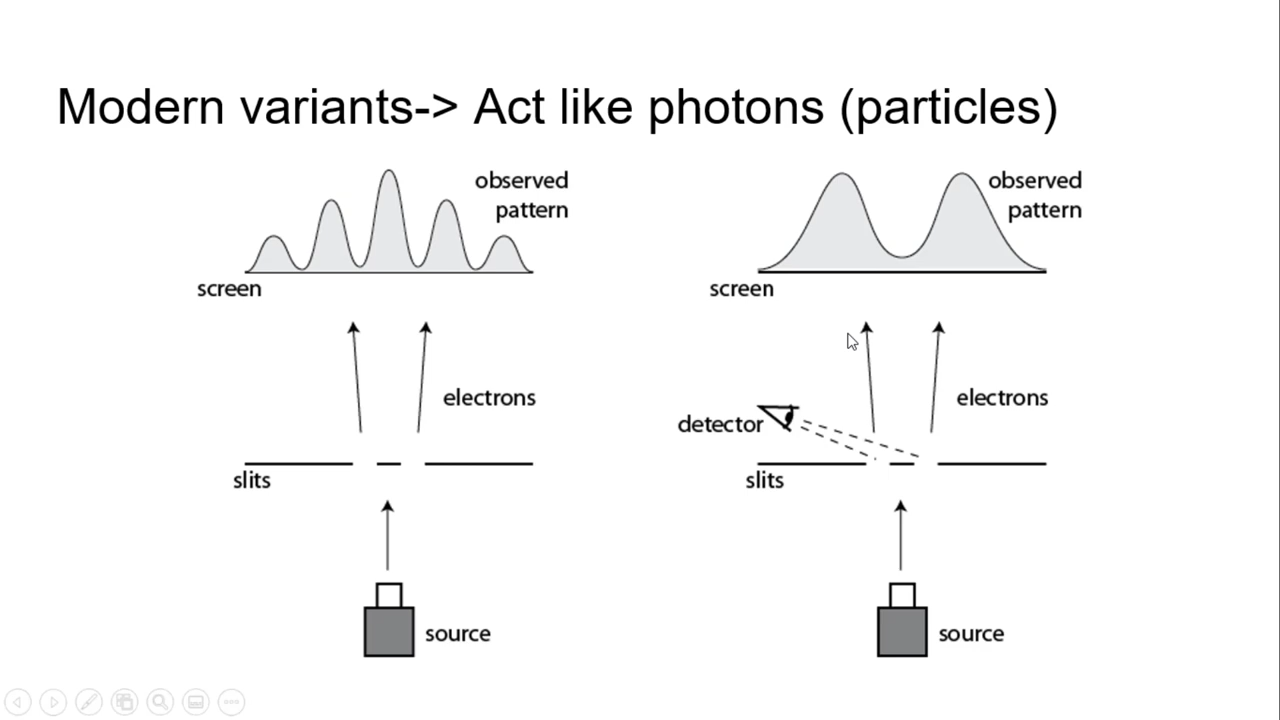 Modern variants-> Act like photons (particles)
observed
pattern
screen
electrons
slits
source
observed
pattern
screen
electrons
detector
slits
source